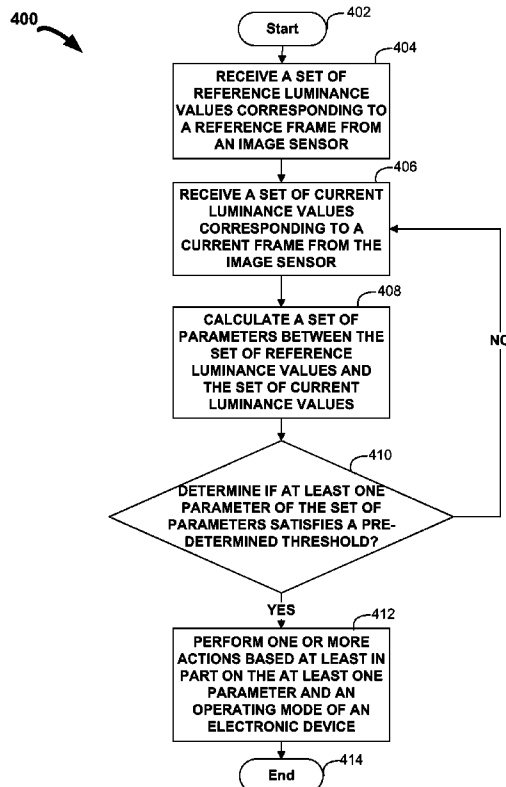 400
Start
402
404
RECEIVE A SET OF
REFERENCE LUMINANCE
VALUES CORRESPONDING TO
A REFERENCE FRAME FROM
AN IMAGE SENSOR
406
RECEIVE A SET OF CURRENT
LUMINANCE VALUES
CORRESPONDING TO A
CURRENT FRAME FROM THE
IMAGE SENSOR
408
CALCULATE A SET OF
PARAMETERS BETWEEN THE
SET OF REFERENCE
LUMINANCE VALUES AND
THE SET OF CURRENT
LUMINANCE VALUES
NO
410
DETERMINE IF AT LEAST ONE
PARAMETER OF THE SET OF
PARAMETERS SATISFIES A PRE-
DETERMINED THRESHOLD?
YES
412
PERFORM ONE OR MORE
ACTIONS BASED AT LEAST IN
PART ON THE AT LEAST ONE
PARAMETER AND AN
OPERATING MODE OF AN
ELECTRONIC DEVICE
End
414